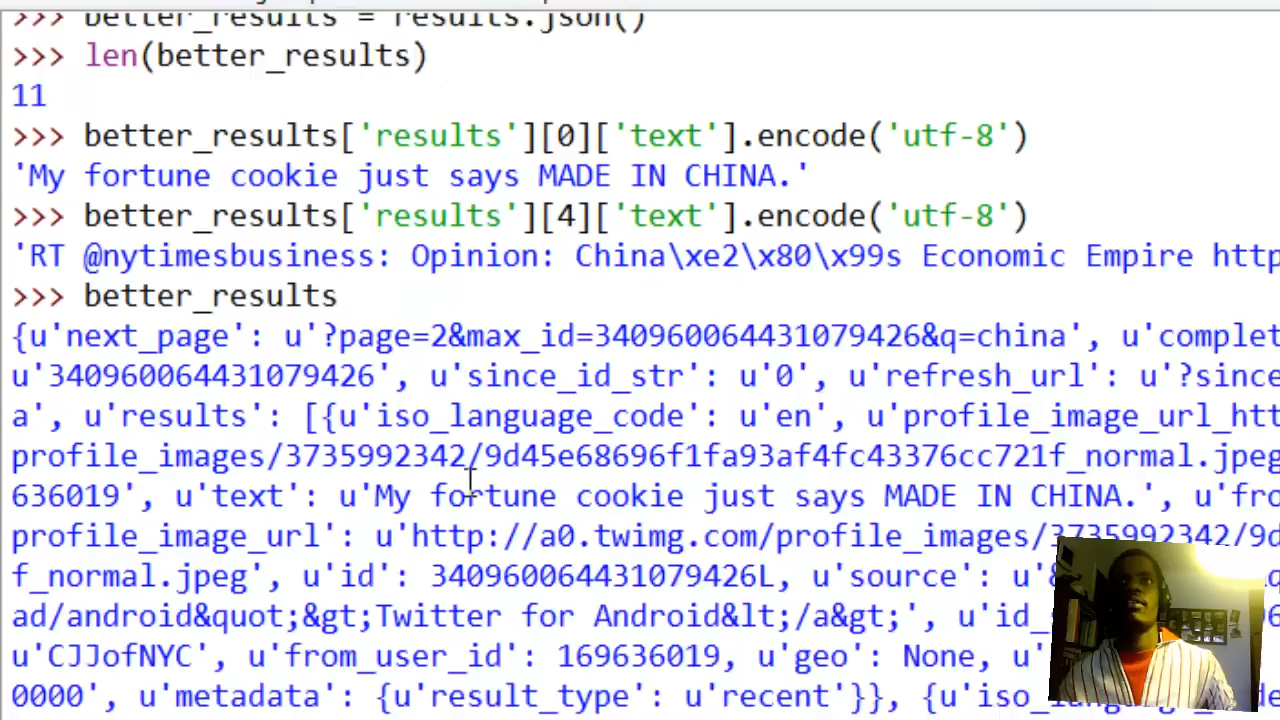 >>> better_results = results.json()
>>> len(better_results)
11
>>> better_results['results'][0]['text'].encode('utf-8')
'My fortune cookie just says MADE IN CHINA.'
>>> better_results['results'][4]['text'].encode('utf-8')
'RT @nytimesbusiness: Opinion: China\xe2\x80\x99s Economic Empire http
>>> better_results
{u'next_page': u'?page=2&max_id=340960064431079426&q=china', u'complet
u'340960064431079426', u'since_id_str': u'0', u'refresh_url': u'?since
a', u'results': [{u'iso_language_code': u'en', u'profile_image_url_htt
profile_images/3735992342/9d45e68696f1fa93af4fc43376cc721f_normal.jpeg
636019', u'text': u'My fortune cookie just says MADE IN CHINA.', u'fro
profile_image_url': u'http://a0.twimg.com/profile_images/3735992342/9d
f_normal.jpeg', u'id': 340960064431079426L, u'source': u'&
ad/android&quot;&gt;Twitter for Android&lt;/a&gt;', u'id_
u'CJJofNYC', u'from_user_id': 169636019, u'geo': None, u'
0000', u'metadata': {u'result_type': u'recent'}}, {u'iso_